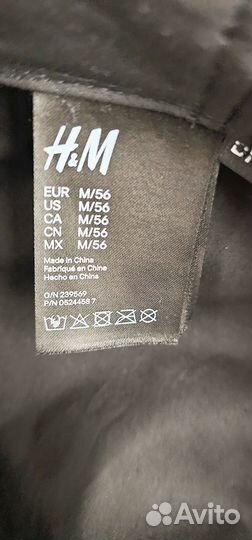 H&M
EUR M/56
US M/56
CA M/56
CN M/56
MX M/56
Made in China
Fabriqué en Chine
Hecho en China
O/N 239569
P/N 0524458 7
Avito